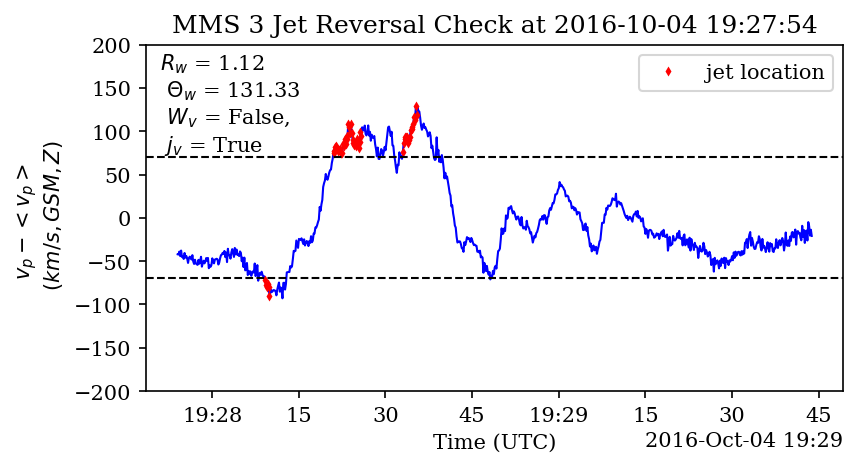 MMS 3 Jet Reversal Check at 2016-10-04 19:27:54
200
150
100
50
0
−50
−100
−150
−200
v_p − < v_p >
(km/s, GSM, Z)
R_w = 1.12
Θ_w = 131.33
W_v = False,
j_v = True
jet location
19:28 15 30 45 19:29 15 30 45
Time (UTC)
2016-Oct-04 19:29